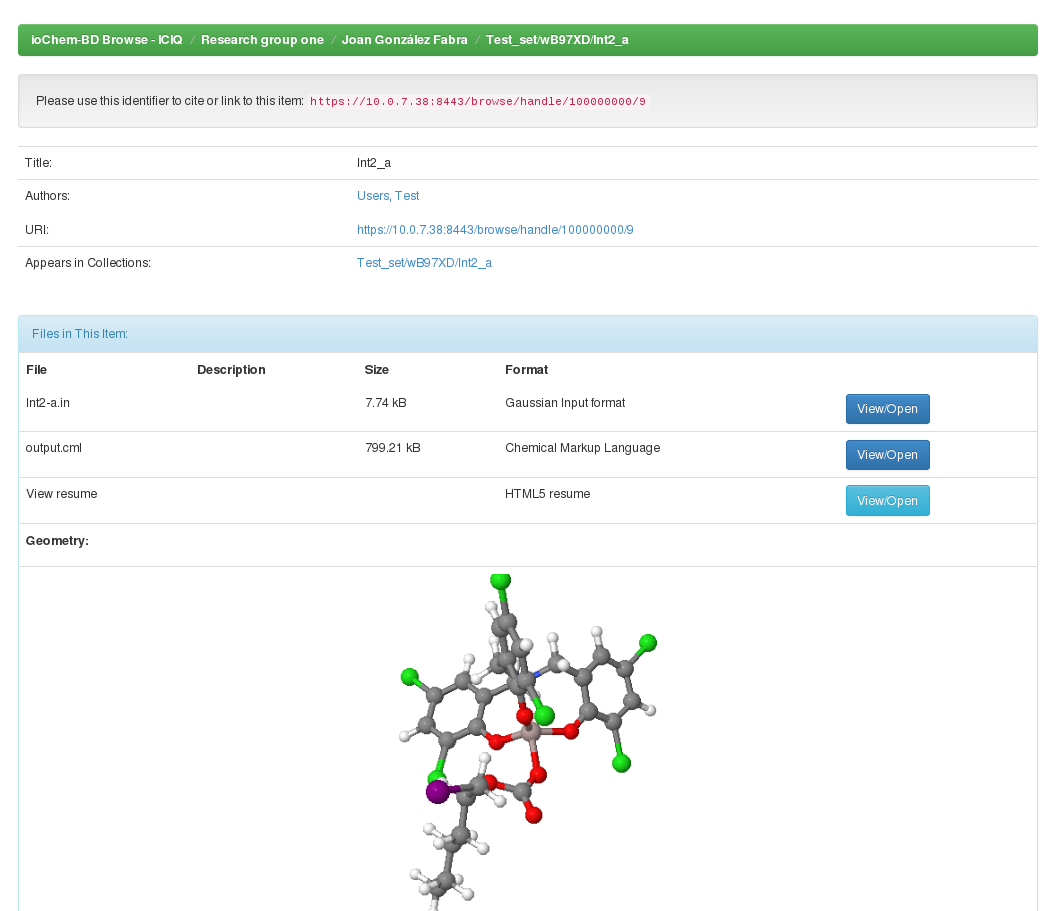 ioChem-BD Browse - ICIQ / Research group one / Joan González Fabra / Test_set/wB97XD/Int2_a
Please use this identifier to cite or link to this item: https://10.0.7.38:8443/browse/handle/100000000/9
Title: Int2_a
Authors: Users, Test
URI: https://10.0.7.38:8443/browse/handle/100000000/9
Appears in Collections: Test_set/wB97XD/Int2_a
Files in This Item:
File Description Size Format
Int2-a.in 7.74 kB Gaussian Input format View/Open
output.cml 799.21 kB Chemical Markup Language View/Open
View resume HTML5 resume View/Open
Geometry: